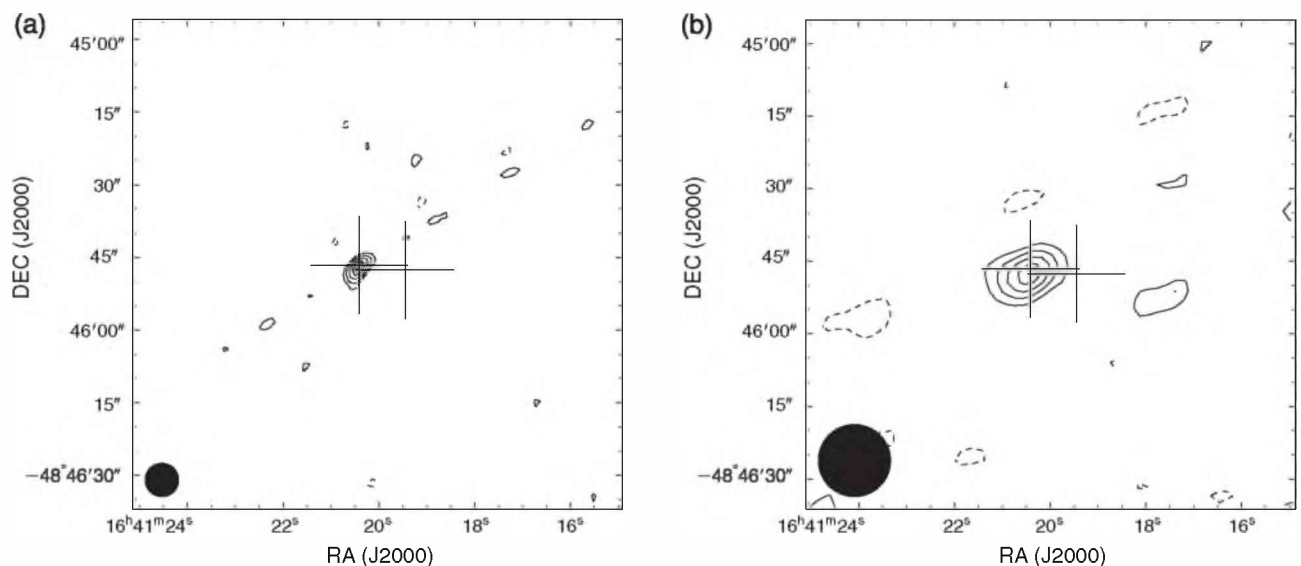 (a)
45′00″
15″
30″
45″
46′00″
15″
−48°46′30″
DEC (J2000)
16ʰ41ᵐ24ˢ 22ˢ 20ˢ 18ˢ 16ˢ
RA (J2000)
(b)
45′00″
15″
30″
45″
46′00″
15″
−48°46′30″
DEC (J2000)
16ʰ41ᵐ24ˢ 22ˢ 20ˢ 18ˢ 16ˢ
RA (J2000)